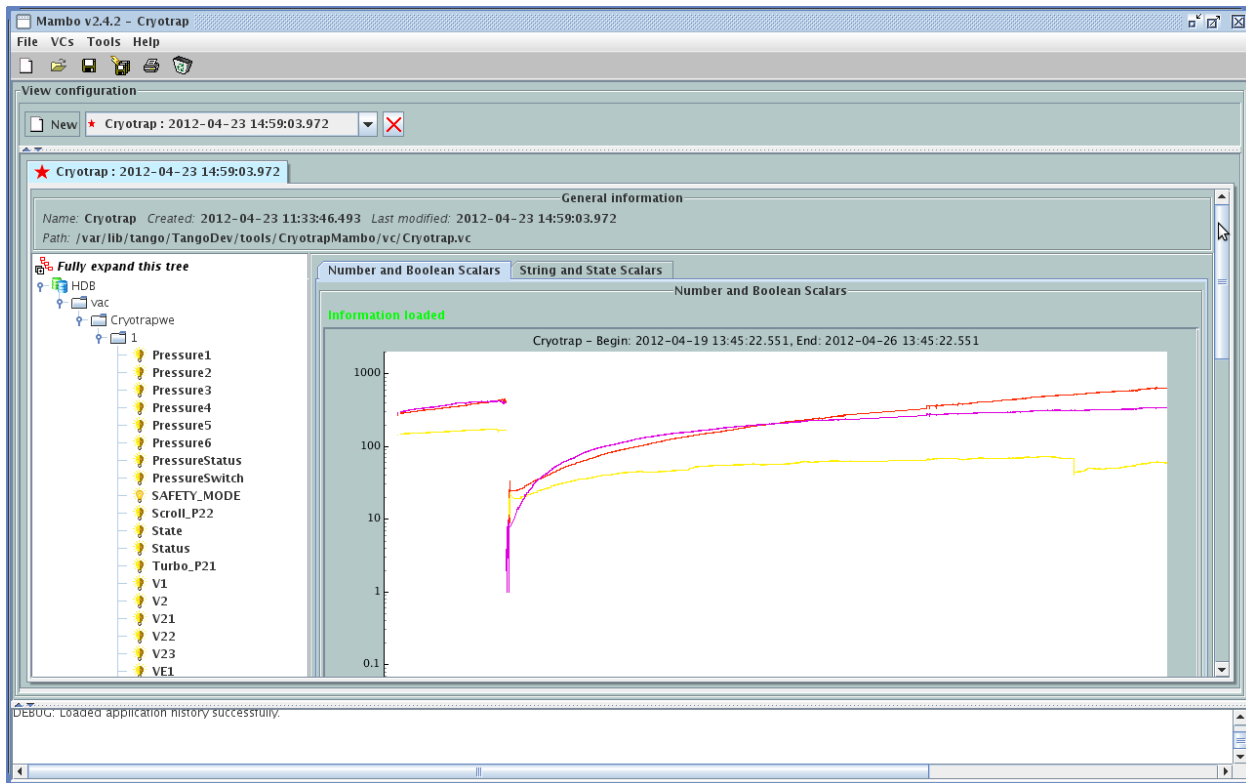 Mambo v2.4.2 - Cryotrap
File VCs Tools Help
View configuration
New Cryotrap : 2012-04-23 14:59:03.972
Cryotrap : 2012-04-23 14:59:03.972
General information
Name: Cryotrap Created: 2012-04-23 11:33:46.493 Last modified: 2012-04-23 14:59:03.972
Path: /var/lib/tango/TangoDev/tools/CryotrapMambo/vc/Cryotrap.vc
Fully expand this tree
HDB
vac
Cryotrapwe
1
Pressure1
Pressure2
Pressure3
Pressure4
Pressure5
Pressure6
PressureStatus
PressureSwitch
SAFETY_MODE
Scroll_P22
State
Status
Turbo_P21
V1
V2
V21
V22
V23
VE1
Number and Boolean Scalars String and State Scalars
Number and Boolean Scalars
Information loaded
Cryotrap - Begin: 2012-04-19 13:45:22.551, End: 2012-04-26 13:45:22.551
1000
100
10
1
0.1
DEBUG: Loaded application history successfully.